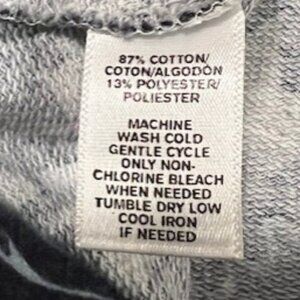 87% COTTON/
COTON/ALGODÓN
13% POLYESTER/
POLIESTER
MACHINE
WASH COLD
GENTLE CYCLE
ONLY NON-
CHLORINE BLEACH
WHEN NEEDED
TUMBLE DRY LOW
COOL IRON
IF NEEDED